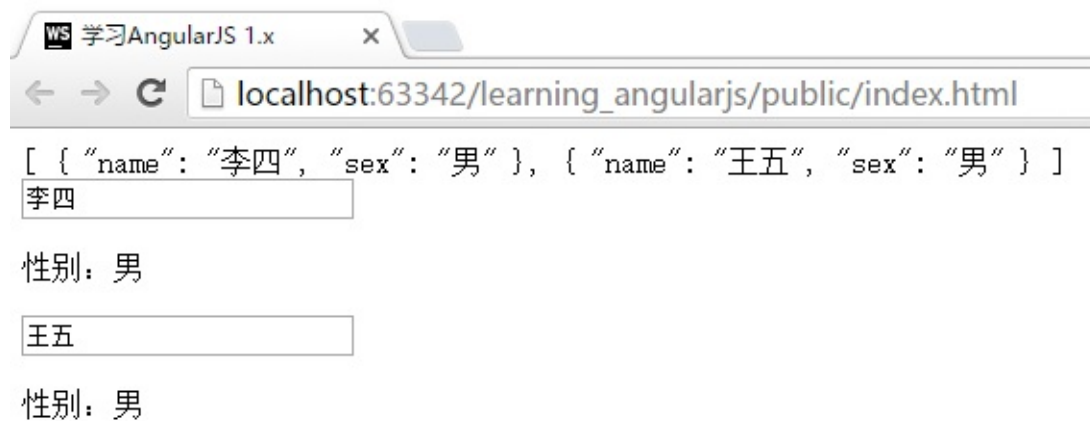 WS 学习AngularJS 1.x
localhost:63342/learning_angularjs/public/index.html
[ { "name": "李四", "sex": "男" }, { "name": "王五", "sex": "男" } ]
李四
性别：男
王五
性别：男